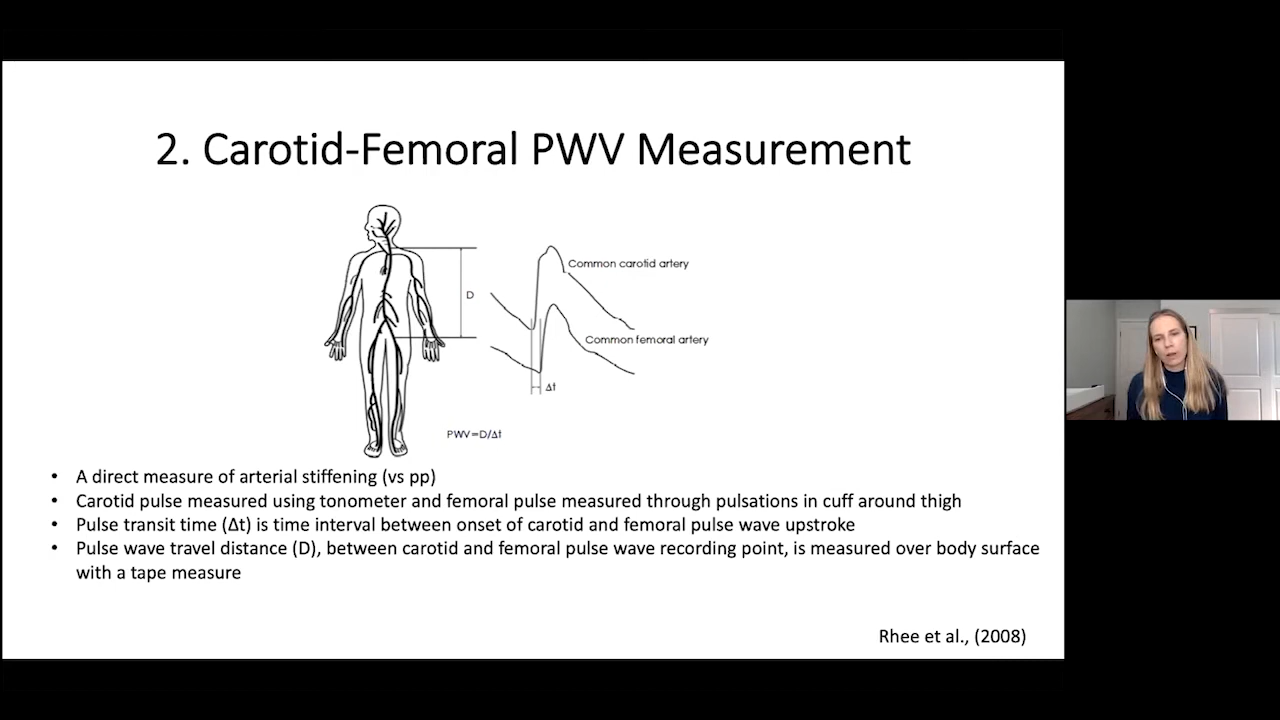 2. Carotid-Femoral PWV Measurement
Common carotid artery
D
Common femoral artery
Δt
PWV=D/Δt
• A direct measure of arterial stiffening (vs pp)
• Carotid pulse measured using tonometer and femoral pulse measured through pulsations in cuff around thigh
• Pulse transit time (Δt) is time interval between onset of carotid and femoral pulse wave upstroke
• Pulse wave travel distance (D), between carotid and femoral pulse wave recording point, is measured over body surface
with a tape measure
Rhee et al., (2008)